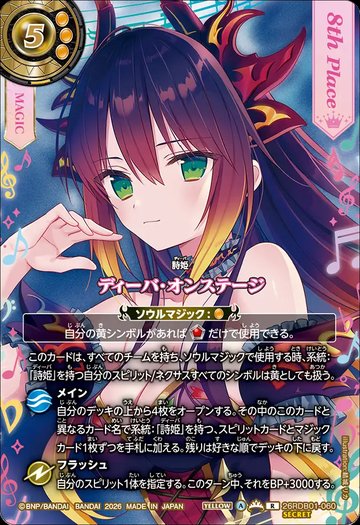 5
8th Place
MAGIC
詩姫
ディーバ
ディーバ・オンステージ
ソウルマジック:
自分の黄シンボルがあれば だけで使用できる。
このカードは、すべてのチームを持ち、ソウルマジックで使用する時、系統:
「詩姫」を持つ自分のスピリット/ネクサスすべてのシンボルは黄としても扱う。
メイン
自分のデッキの上から4枚をオープンする。その中のこのカードと
異なるカード名で系統:「詩姫」を持つ、スピリットカードとマジック
カード1枚ずつを手札に加える。残りは好きな順でデッキの下に戻す。
フラッシュ
自分のスピリット1体を指定する。このターン中、それをBP+3000する。
©BNP/BANDAI BANDAI 2026 MADE IN JAPAN YELLOW A R 26RDB01-060
SECRET